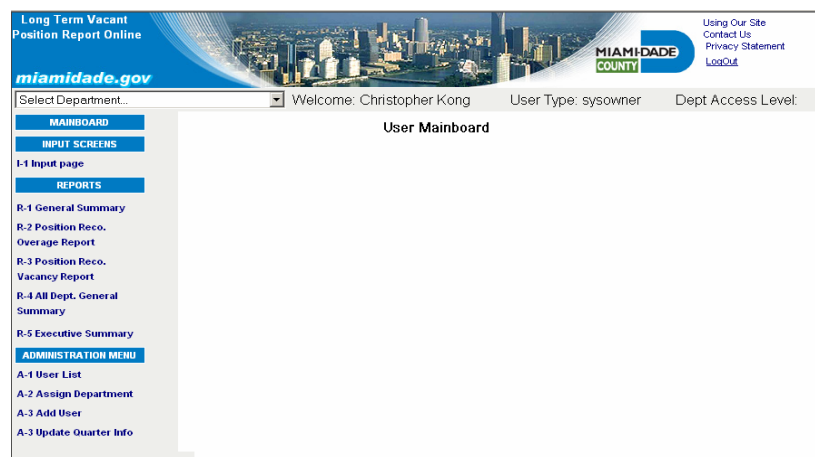 Long Term Vacant
Position Report Online
miamidade.gov
MIAMI-DADE
COUNTY
Using Our Site
Contact Us
Privacy Statement
LogOut
Select Department...
Welcome: Christopher Kong
User Type: sysowner
Dept Access Level:
MAINBOARD
INPUT SCREENS
I-1 Input page
REPORTS
R-1 General Summary
R-2 Position Reco.
Overage Report
R-3 Position Reco.
Vacancy Report
R-4 All Dept. General
Summary
R-5 Executive Summary
ADMINISTRATION MENU
A-1 User List
A-2 Assign Department
A-3 Add User
A-3 Update Quarter Info
User Mainboard